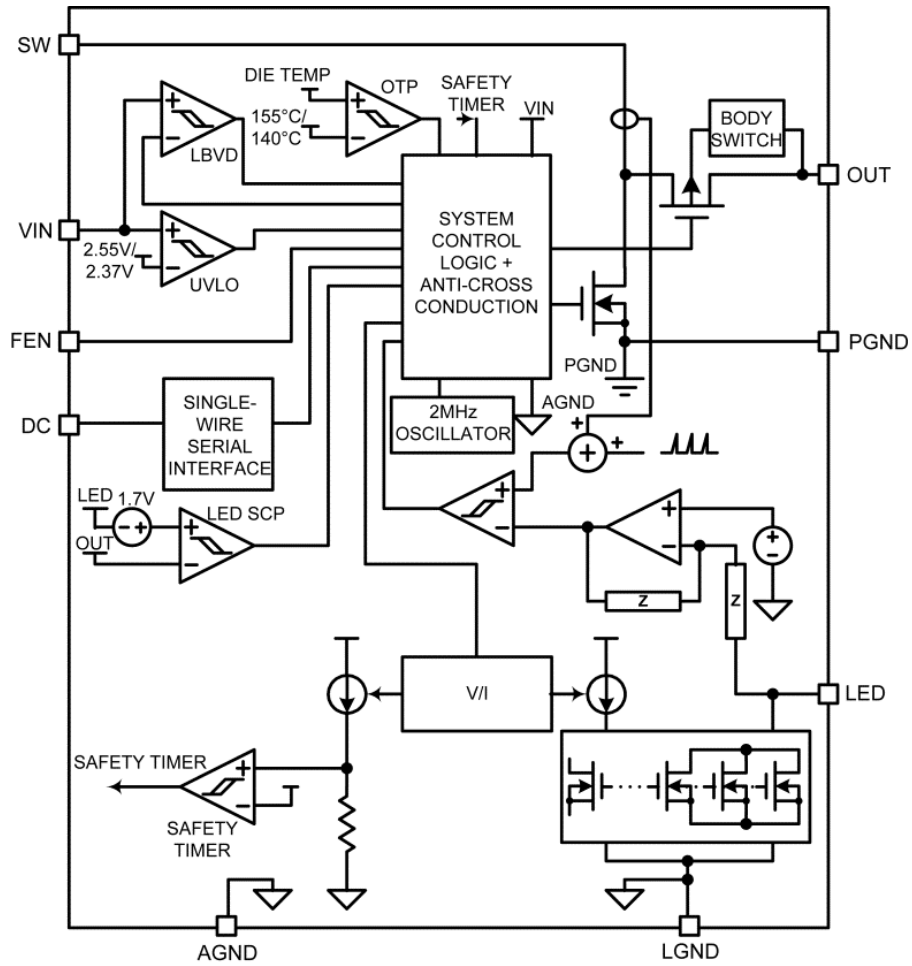 SW
DIE TEMP
OTP
SAFETY
TIMER
VIN
155°C/
140°C
LBVD
BODY
SWITCH
OUT
VIN
2.55V/
2.37V
UVLO
SYSTEM
CONTROL
LOGIC +
ANTI-CROSS
CONDUCTION
FEN
PGND
PGND
AGND
DC
SINGLE-
WIRE
SERIAL
INTERFACE
2MHz
OSCILLATOR
LED
1.7V
LED SCP
OUT
Z
Z
V/I
LED
SAFETY TIMER
SAFETY
TIMER
AGND
LGND